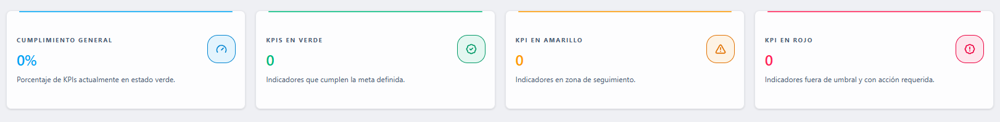 CUMPLIMIENTO GENERAL
0%
Porcentaje de KPIs actualmente en estado verde.
KPIS EN VERDE
0
Indicadores que cumplen la meta definida.
KPI EN AMARILLO
0
Indicadores en zona de seguimiento.
KPI EN ROJO
0
Indicadores fuera de umbral y con acción requerida.